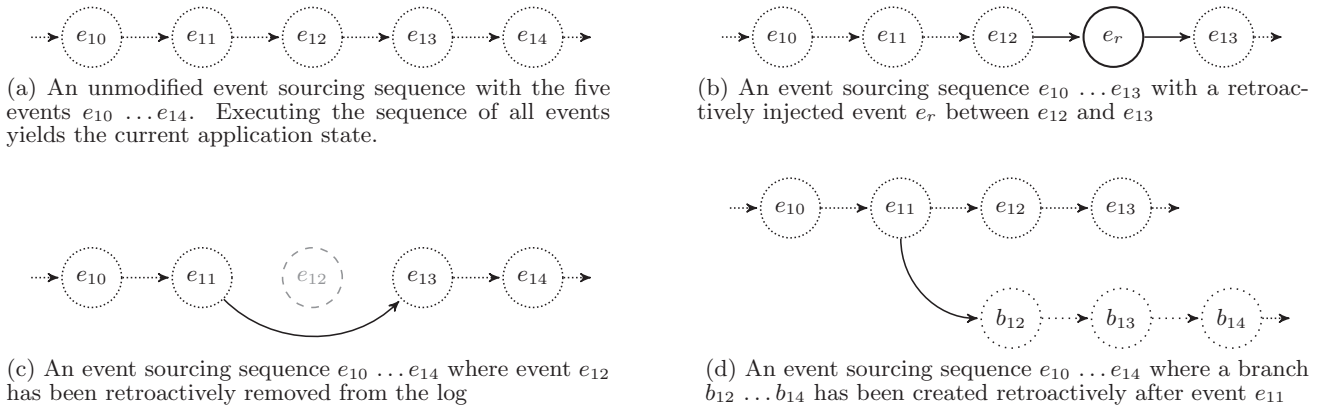 e10 e11 e12 e13 e14
(a) An unmodified event sourcing sequence with the five
events e10 ... e14. Executing the sequence of all events
yields the current application state.
e10 e11 e12 er e13
(b) An event sourcing sequence e10 ... e13 with a retroac-
tively injected event er between e12 and e13
e10 e11 e12 e13 e14
(c) An event sourcing sequence e10 ... e14 where event e12
has been retroactively removed from the log
e10 e11 e12 e13
b12 b13 b14
(d) An event sourcing sequence e10 ... e14 where a branch
b12 ... b14 has been created retroactively after event e11